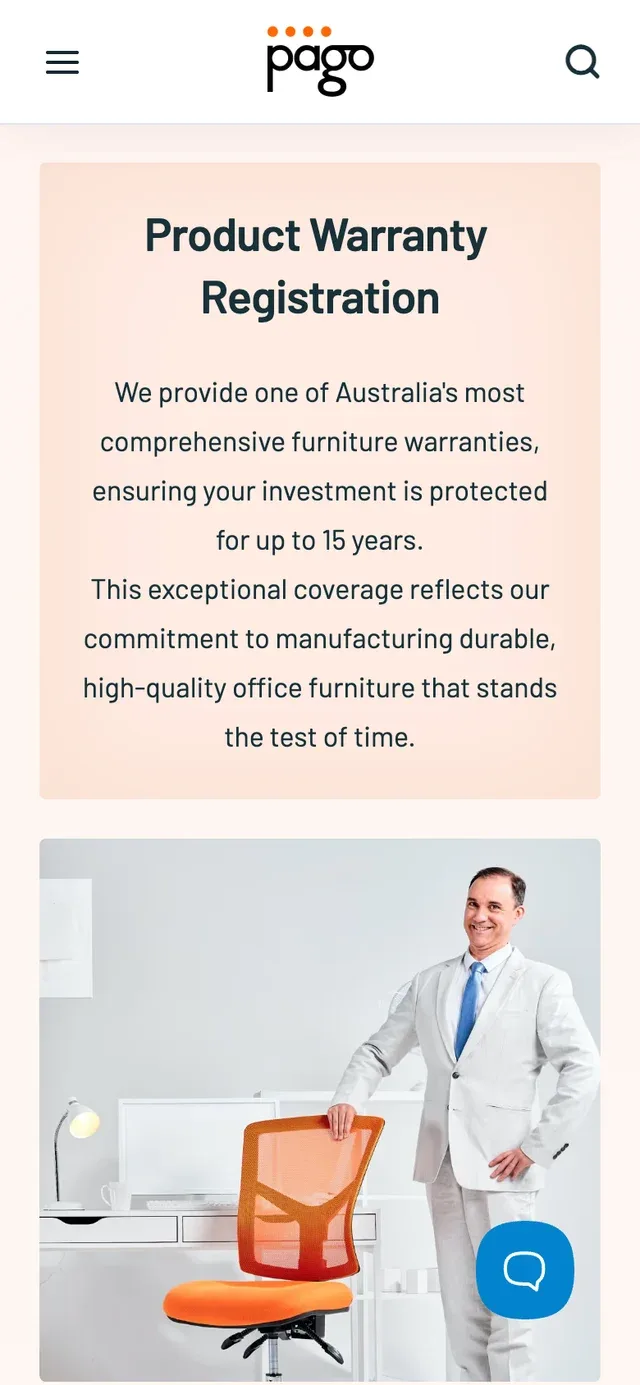 pago
Product Warranty
Registration
We provide one of Australia's most
comprehensive furniture warranties,
ensuring your investment is protected
for up to 15 years.
This exceptional coverage reflects our
commitment to manufacturing durable,
high-quality office furniture that stands
the test of time.